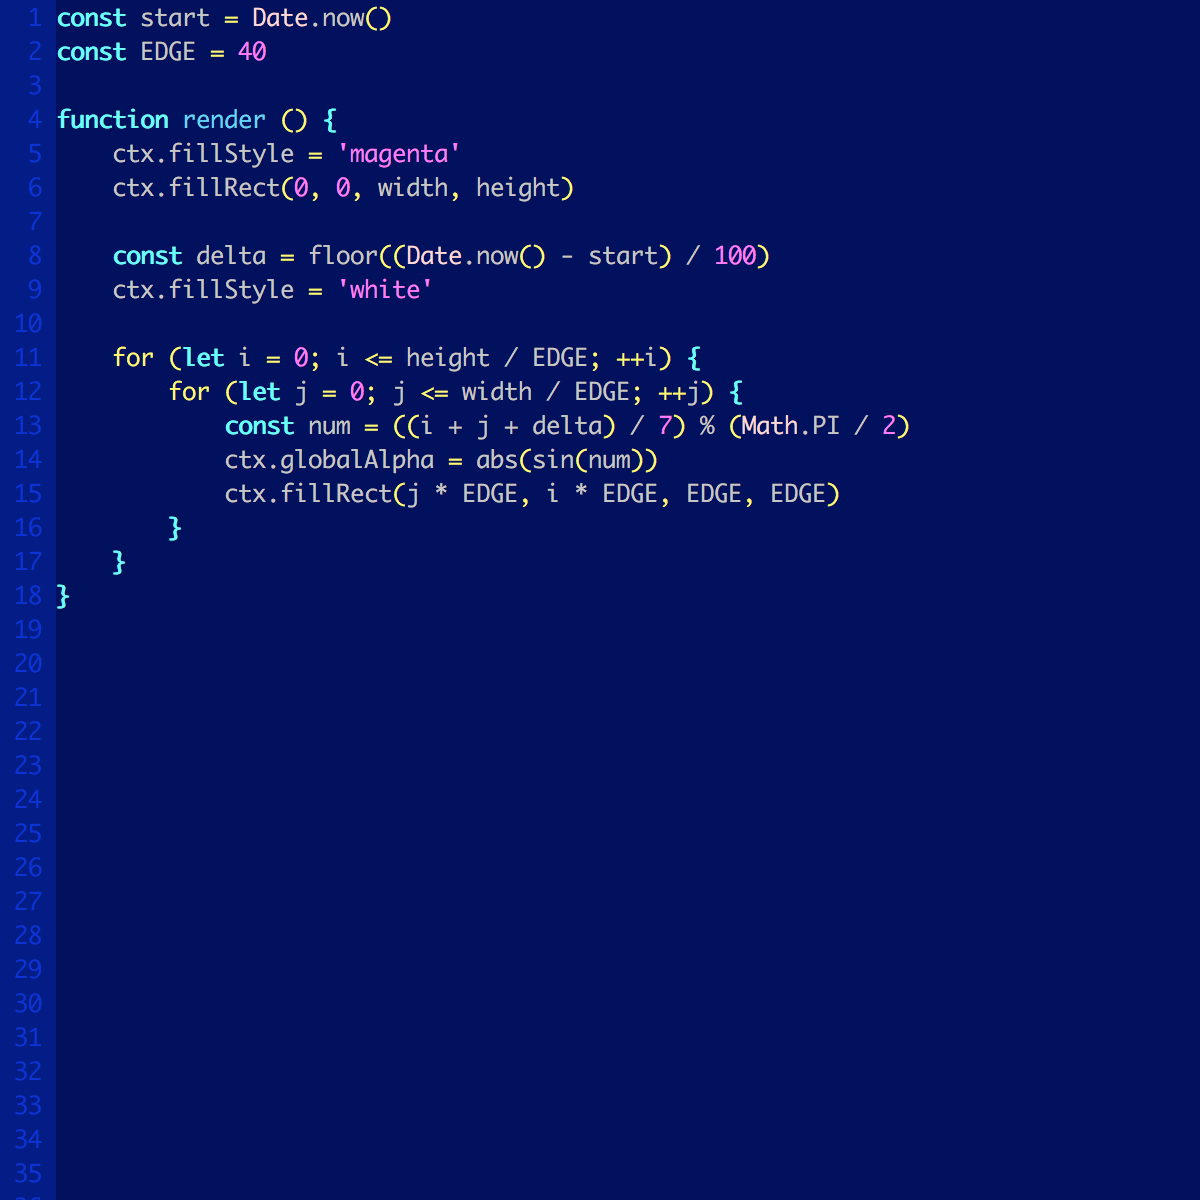 1 const start = Date.now()
2 const EDGE = 40
3
4 function render () {
5     ctx.fillStyle = 'magenta'
6     ctx.fillRect(0, 0, width, height)
7
8     const delta = floor((Date.now() - start) / 100)
9     ctx.fillStyle = 'white'
10
11     for (let i = 0; i <= height / EDGE; ++i) {
12         for (let j = 0; j <= width / EDGE; ++j) {
13             const num = ((i + j + delta) / 7) % (Math.PI / 2)
14             ctx.globalAlpha = abs(sin(num))
15             ctx.fillRect(j * EDGE, i * EDGE, EDGE, EDGE)
16         }
17     }
18 }
19
20
21
22
23
24
25
26
27
28
29
30
31
32
33
34
35